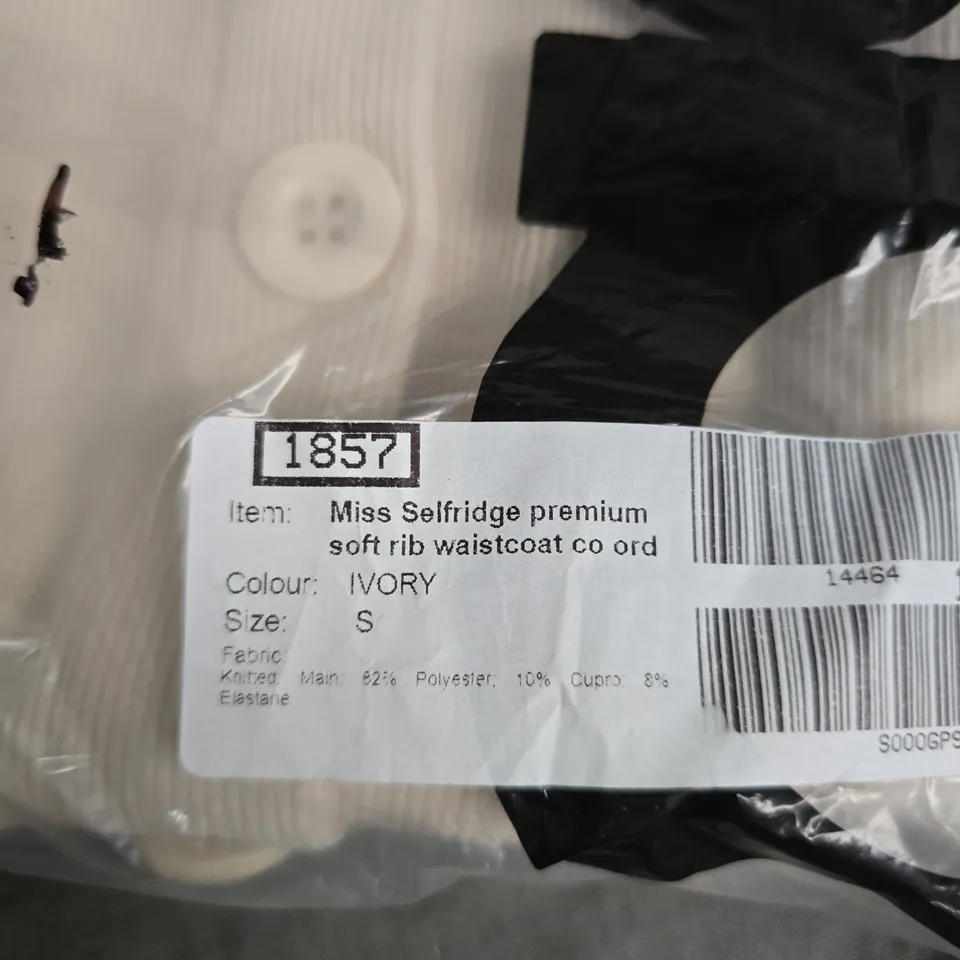 1857
Item: Miss Selfridge premium
soft rib waistcoat co ord
Colour: IVORY
Size: S
Fabric:
Knitted: Main: 82% Polyester; 10% Cupro; 8%
Elastane
14464
S000GPS